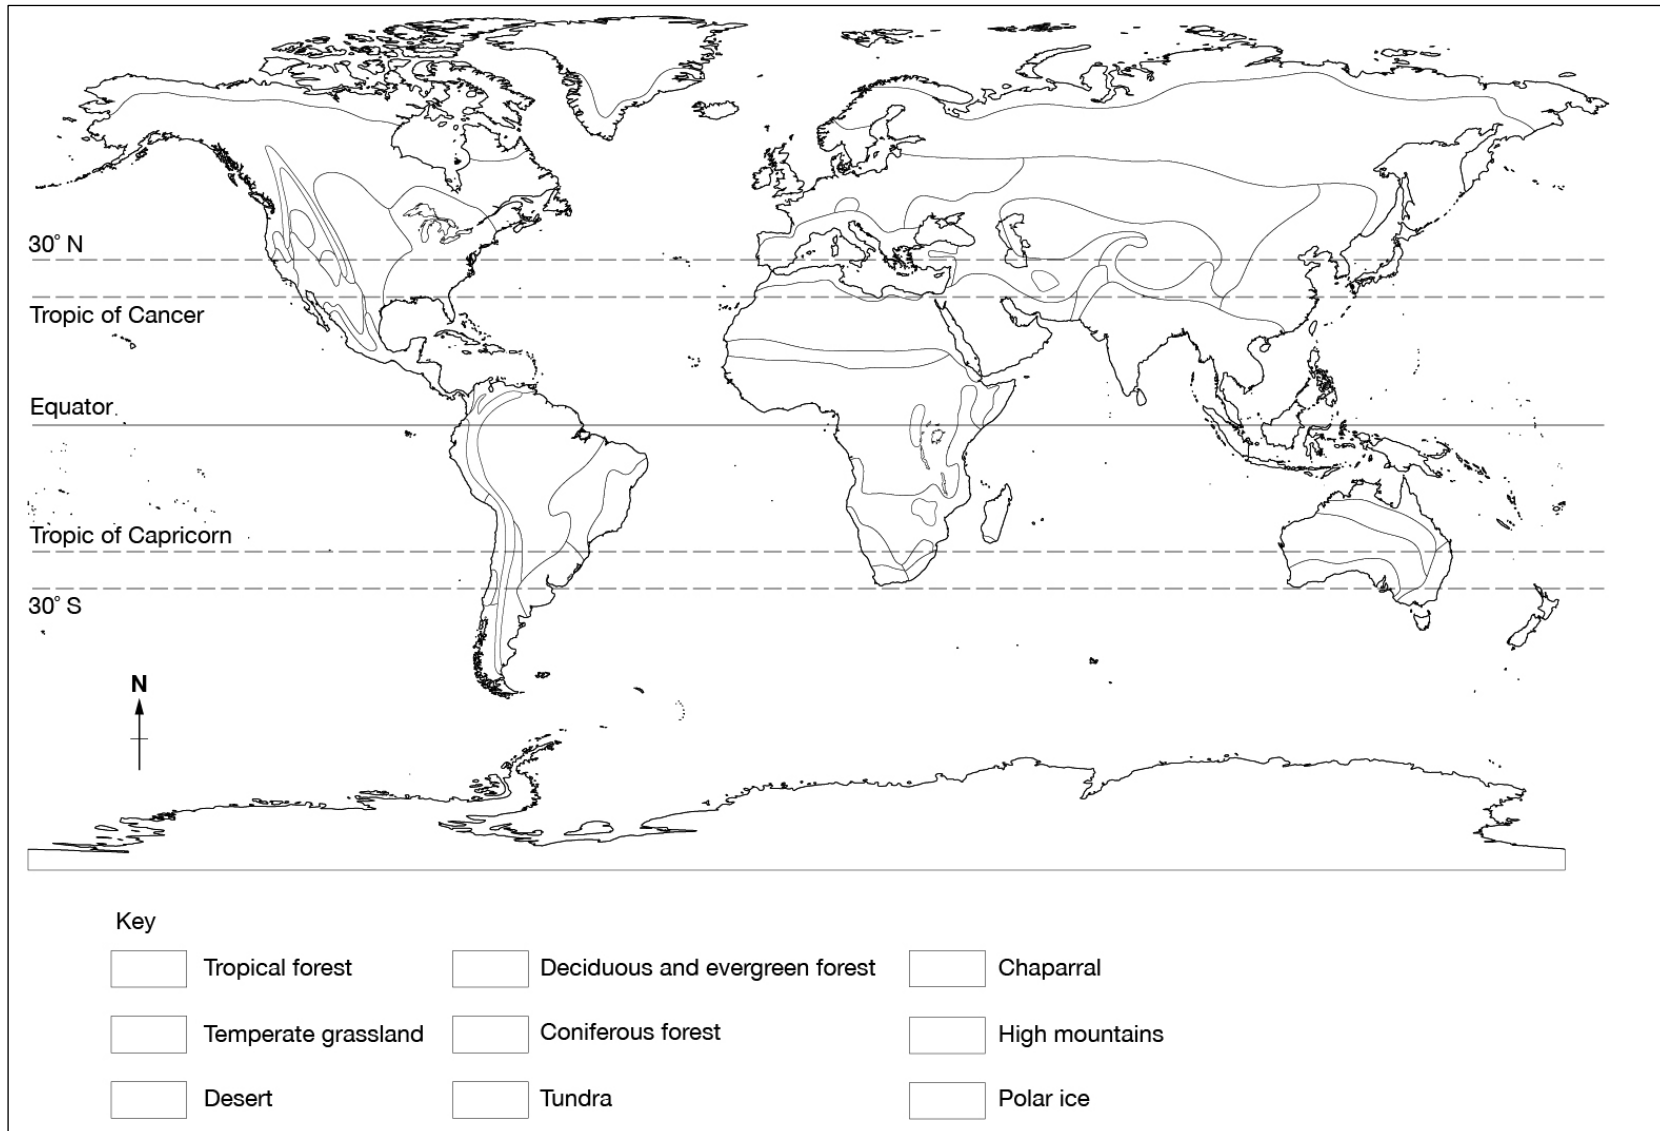 30° N
Tropic of Cancer
Equator
Tropic of Capricorn
30° S
N
Key
Tropical forest
Deciduous and evergreen forest
Chaparral
Temperate grassland
Coniferous forest
High mountains
Desert
Tundra
Polar ice